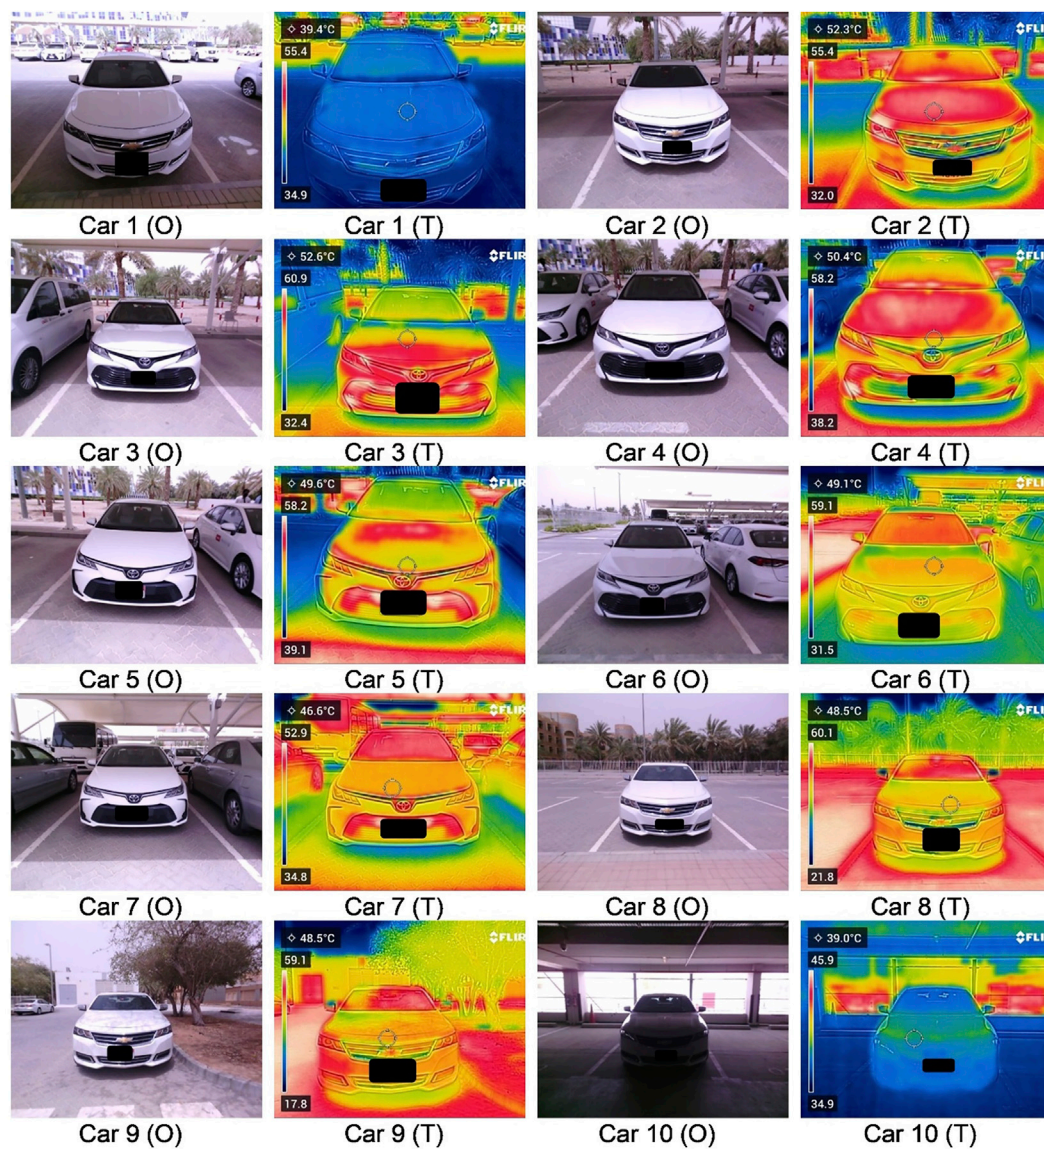 39.4°C FLIR 52.3°C FLIR
55.4 55.4
34.9 32.0
Car 1 (O) Car 1 (T) Car 2 (O) Car 2 (T)
52.6°C FLIR 50.4°C FLIR
60.9 58.2
32.4 38.2
Car 3 (O) Car 3 (T) Car 4 (O) Car 4 (T)
49.6°C FLIR 49.1°C FLIR
58.2 59.1
39.1 31.5
Car 5 (O) Car 5 (T) Car 6 (O) Car 6 (T)
46.6°C FLIR 48.5°C FLIR
52.9 60.1
34.8 21.8
Car 7 (O) Car 7 (T) Car 8 (O) Car 8 (T)
48.5°C FLIR 39.0°C FLIR
59.1 45.9
17.8 34.9
Car 9 (O) Car 9 (T) Car 10 (O) Car 10 (T)